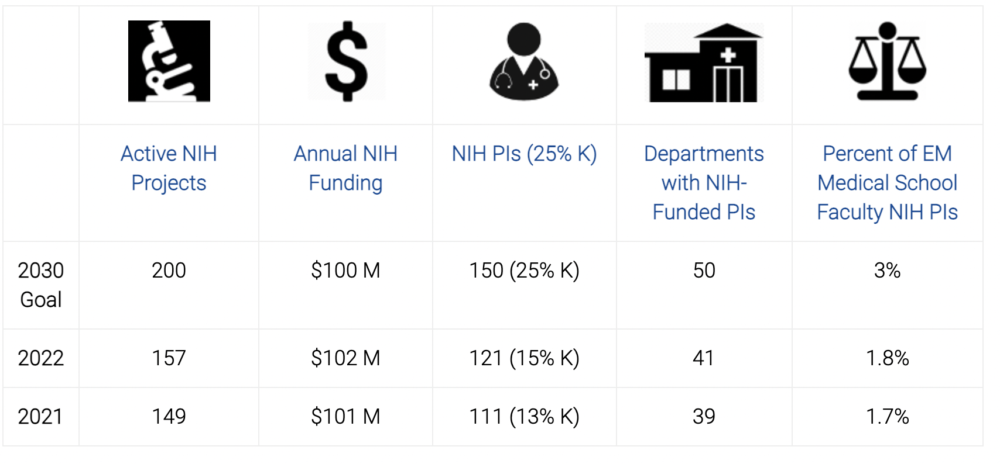 Active NIH
Projects
Annual NIH
Funding
NIH PIs (25% K)
Departments
with NIH-
Funded PIs
Percent of EM
Medical School
Faculty NIH PIs
2030
Goal
200
$100 M
150 (25% K)
50
3%
2022
157
$102 M
121 (15% K)
41
1.8%
2021
149
$101 M
111 (13% K)
39
1.7%